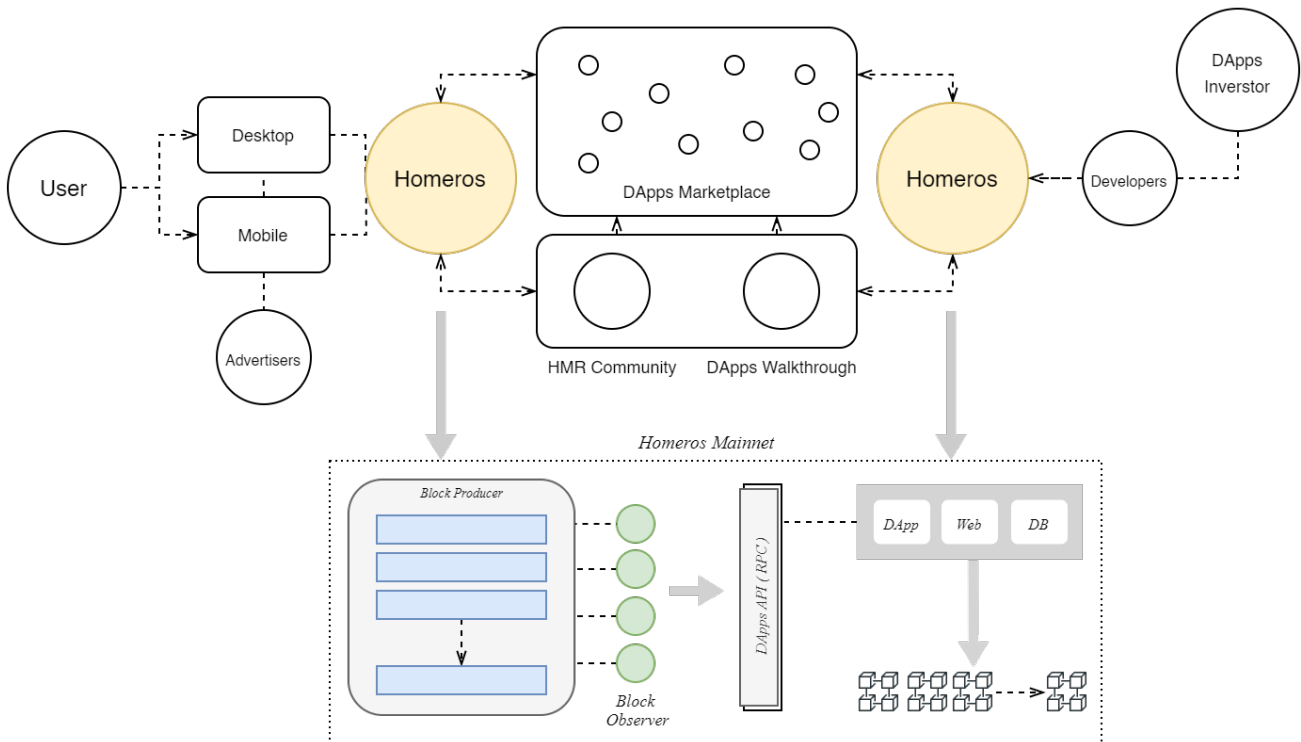 DApps
Inverstor
Desktop
User
Homeros
Homeros
Developers
DApps Marketplace
Mobile
Advertisers
HMR Community
DApps Walkthrough
Homeros Mainnet
Block Producer
DApp
Web
DB
DApps API ( RPC)
Block
Observer